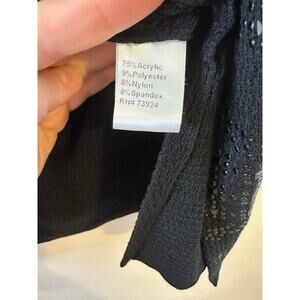 75%Acrylic
9%Polyester
8%Nylon
8%Spandex
RN# 73924